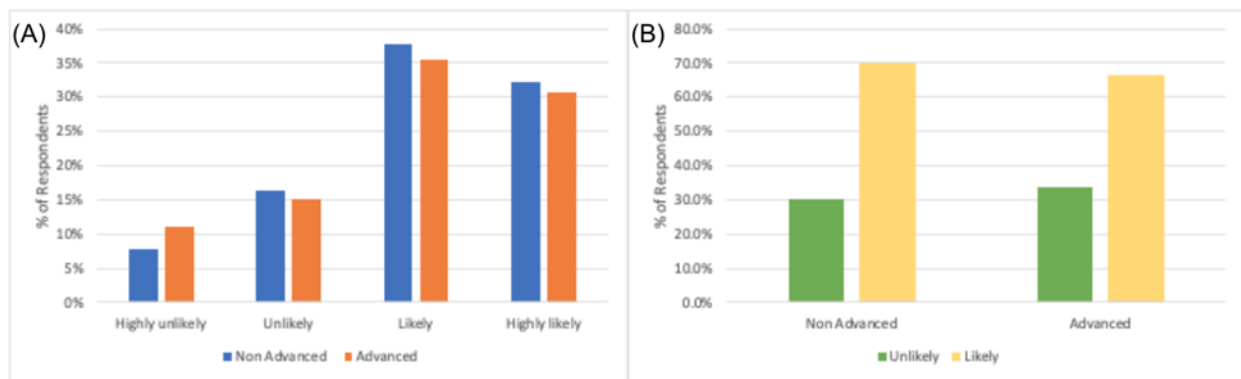 (A)
40%
35%
30%
25%
20%
15%
10%
5%
0%
% of Respondents
Highly unlikely Unlikely Likely Highly likely
Non Advanced Advanced
(B)
80.0%
70.0%
60.0%
50.0%
40.0%
30.0%
20.0%
10.0%
0.0%
% of Respondents
Non Advanced Advanced
Unlikely Likely